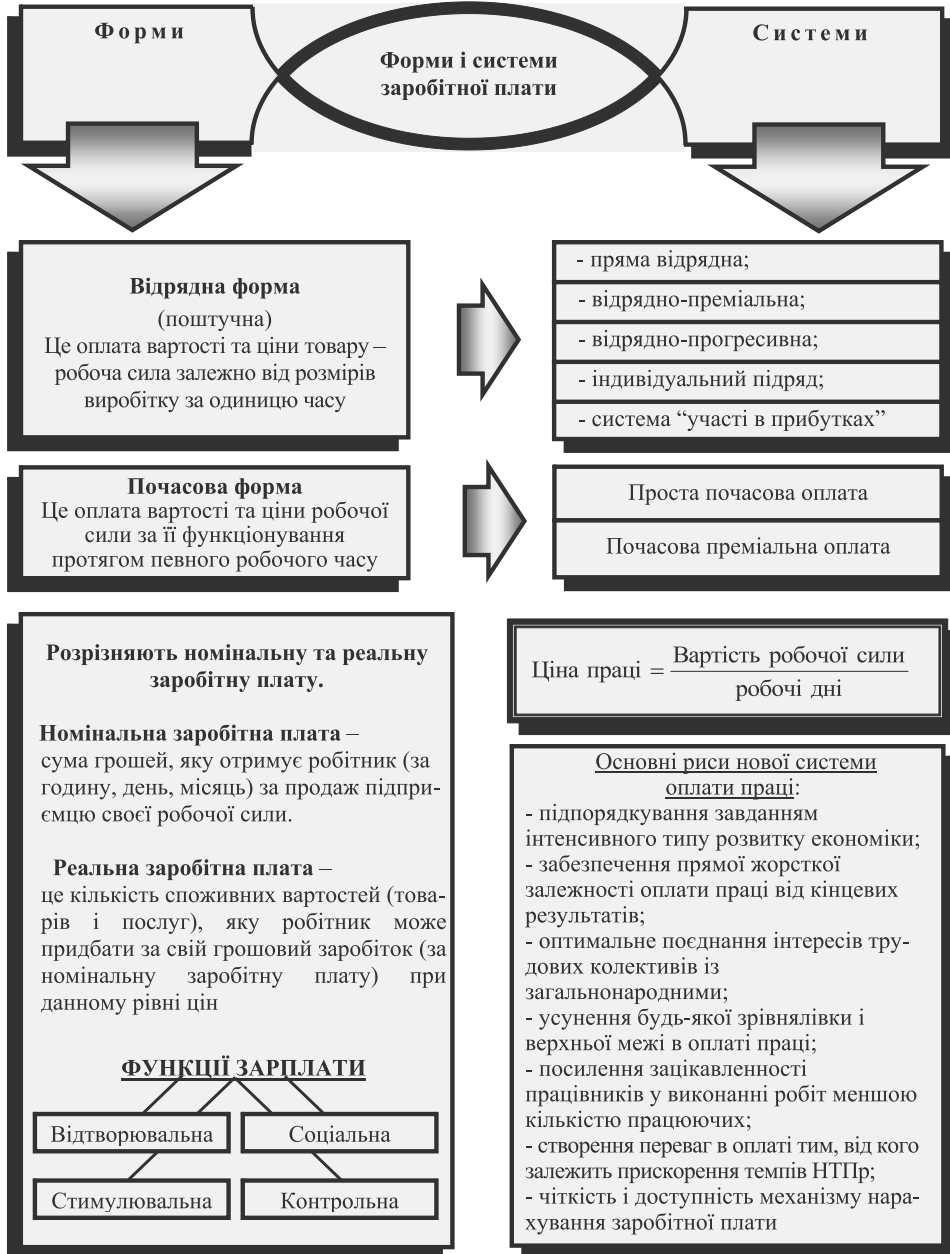 Форми
Форми і системи
заробітної плати
Системи
Відрядна форма
(поштучна)
Це оплата вартості та ціни товару –
робоча сила залежно від розмірів
виробітку за одиницю часу
- пряма відрядна;
- відрядно-преміальна;
- відрядно-прогресивна;
- індивідуальний підряд;
- система “участі в прибутках”
Почасова форма
Це оплата вартості та ціни робочої
сили за її функціонування
протягом певного робочого часу
Проста почасова оплата
Почасова преміальна оплата
Розрізняють номінальну та реальну
заробітну плату.
Номінальна заробітна плата –
сума грошей, яку отримує робітник (за
годину, день, місяць) за продаж підпри-
ємцю своєї робочої сили.
Реальна заробітна плата –
це кількість споживних вартостей (това-
рів і послуг), яку робітник може
придбати за свій грошовий заробіток (за
номінальну заробітну плату) при
данному рівні цін
ФУНКЦІЇ ЗАРПЛАТИ
Відтворювальна
Соціальна
Стимулювальна
Контрольна
Ціна праці = Вартість робочої сили
робочі дні
Основні риси нової системи
оплати праці:
- підпорядкування завданням
інтенсивного типу розвитку економіки;
- забезпечення прямої жорсткої
залежності оплати праці від кінцевих
результатів;
- оптимальне поєднання інтересів тру-
дових колективів із
загальнонародними;
- усунення будь-якої зрівнялівки і
верхньої межі в оплаті праці;
- посилення зацікавленності
працівників у виконанні робіт меншою
кількістю працюючих;
- створення переваг в оплаті тим, від кого
залежить прискорення темпів НТПр;
- чіткість і доступність механізму нара-
хування заробітної плати